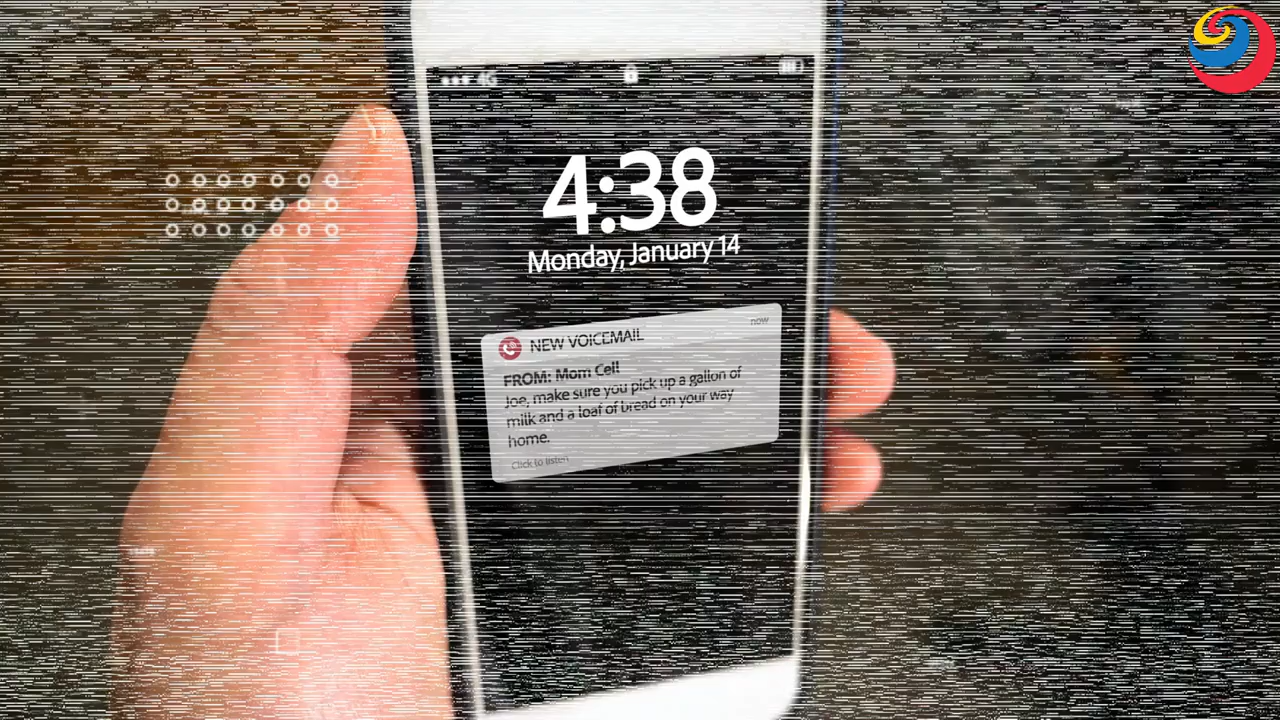 4G
4:38
Monday, January 14
NEW VOICEMAIL
now
FROM: Mom Cell
Joe, make sure you pick up a gallon of
milk and a loaf of bread on your way
home.
Click to listen